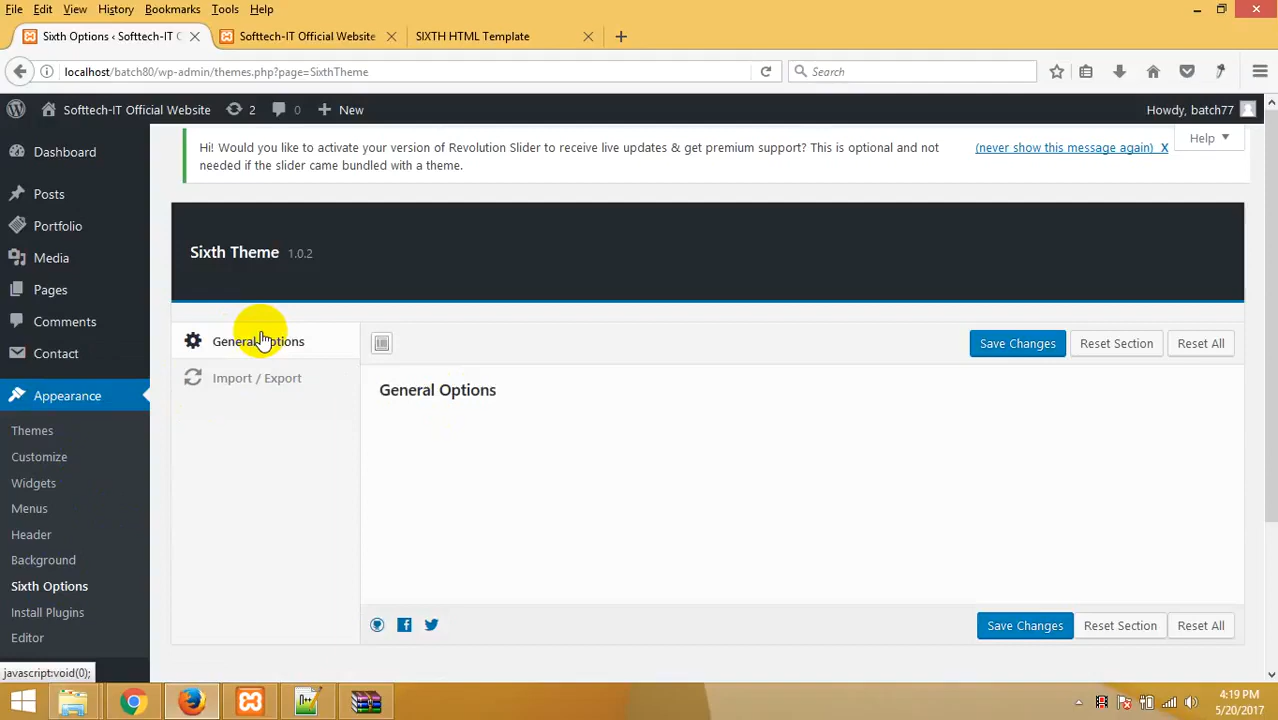 File Edit View History Bookmarks Tools Help
Sixth Options ‹ Softtech-IT O
Softtech-IT Official Website
SIXTH HTML Template
localhost/batch80/wp-admin/themes.php?page=SixthTheme
Search
Softtech-IT Official Website 2 0 New
Howdy, batch77
Hi! Would you like to activate your version of Revolution Slider to receive live updates & get premium support? This is optional and not
needed if the slider came bundled with a theme.
(never show this message again) X
Help
Dashboard
Posts
Portfolio
Media
Pages
Comments
Contact
Appearance
Themes
Customize
Widgets
Menus
Header
Background
Sixth Options
Install Plugins
Editor
Sixth Theme 1.0.2
General Options
Import / Export
Save Changes Reset Section Reset All
General Options
Save Changes Reset Section Reset All
javascript:void(0);
4:19 PM
5/20/2017